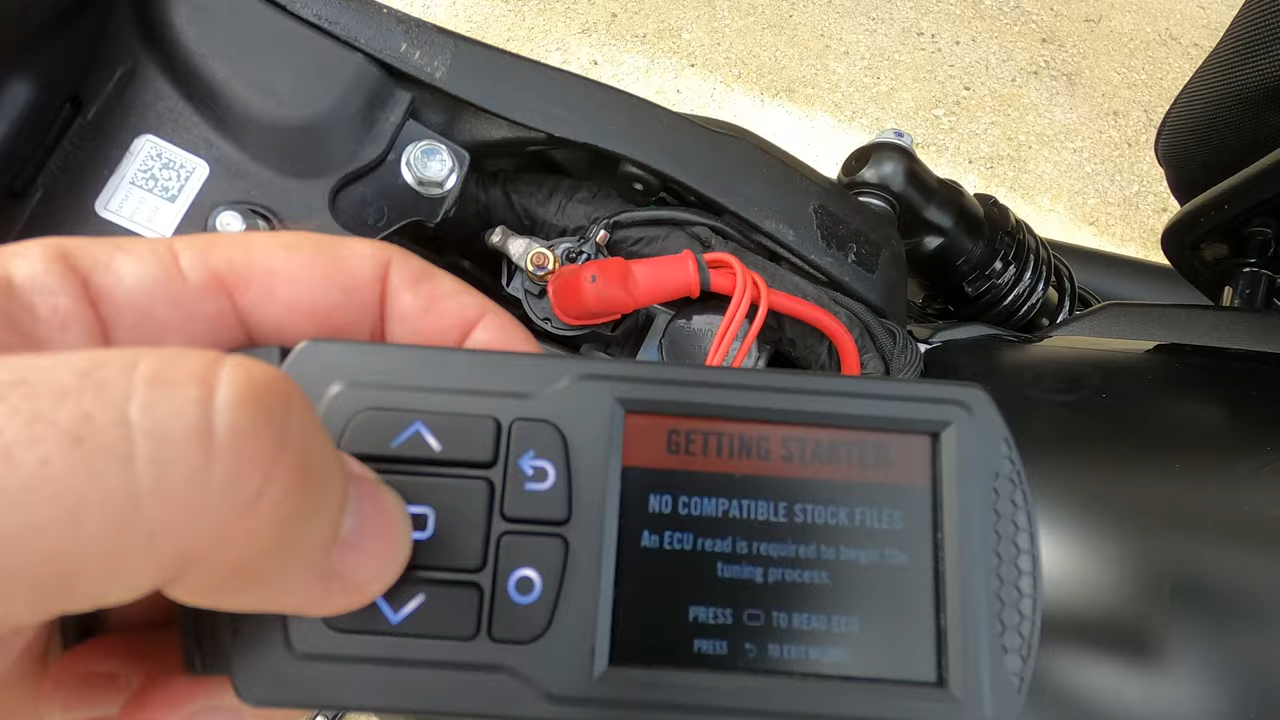 GETTING STARTED
NO COMPATIBLE STOCK FILES
An ECU read is required to begin the
tuning process.
PRESS TO READ ECU
PRESS TO EXIT